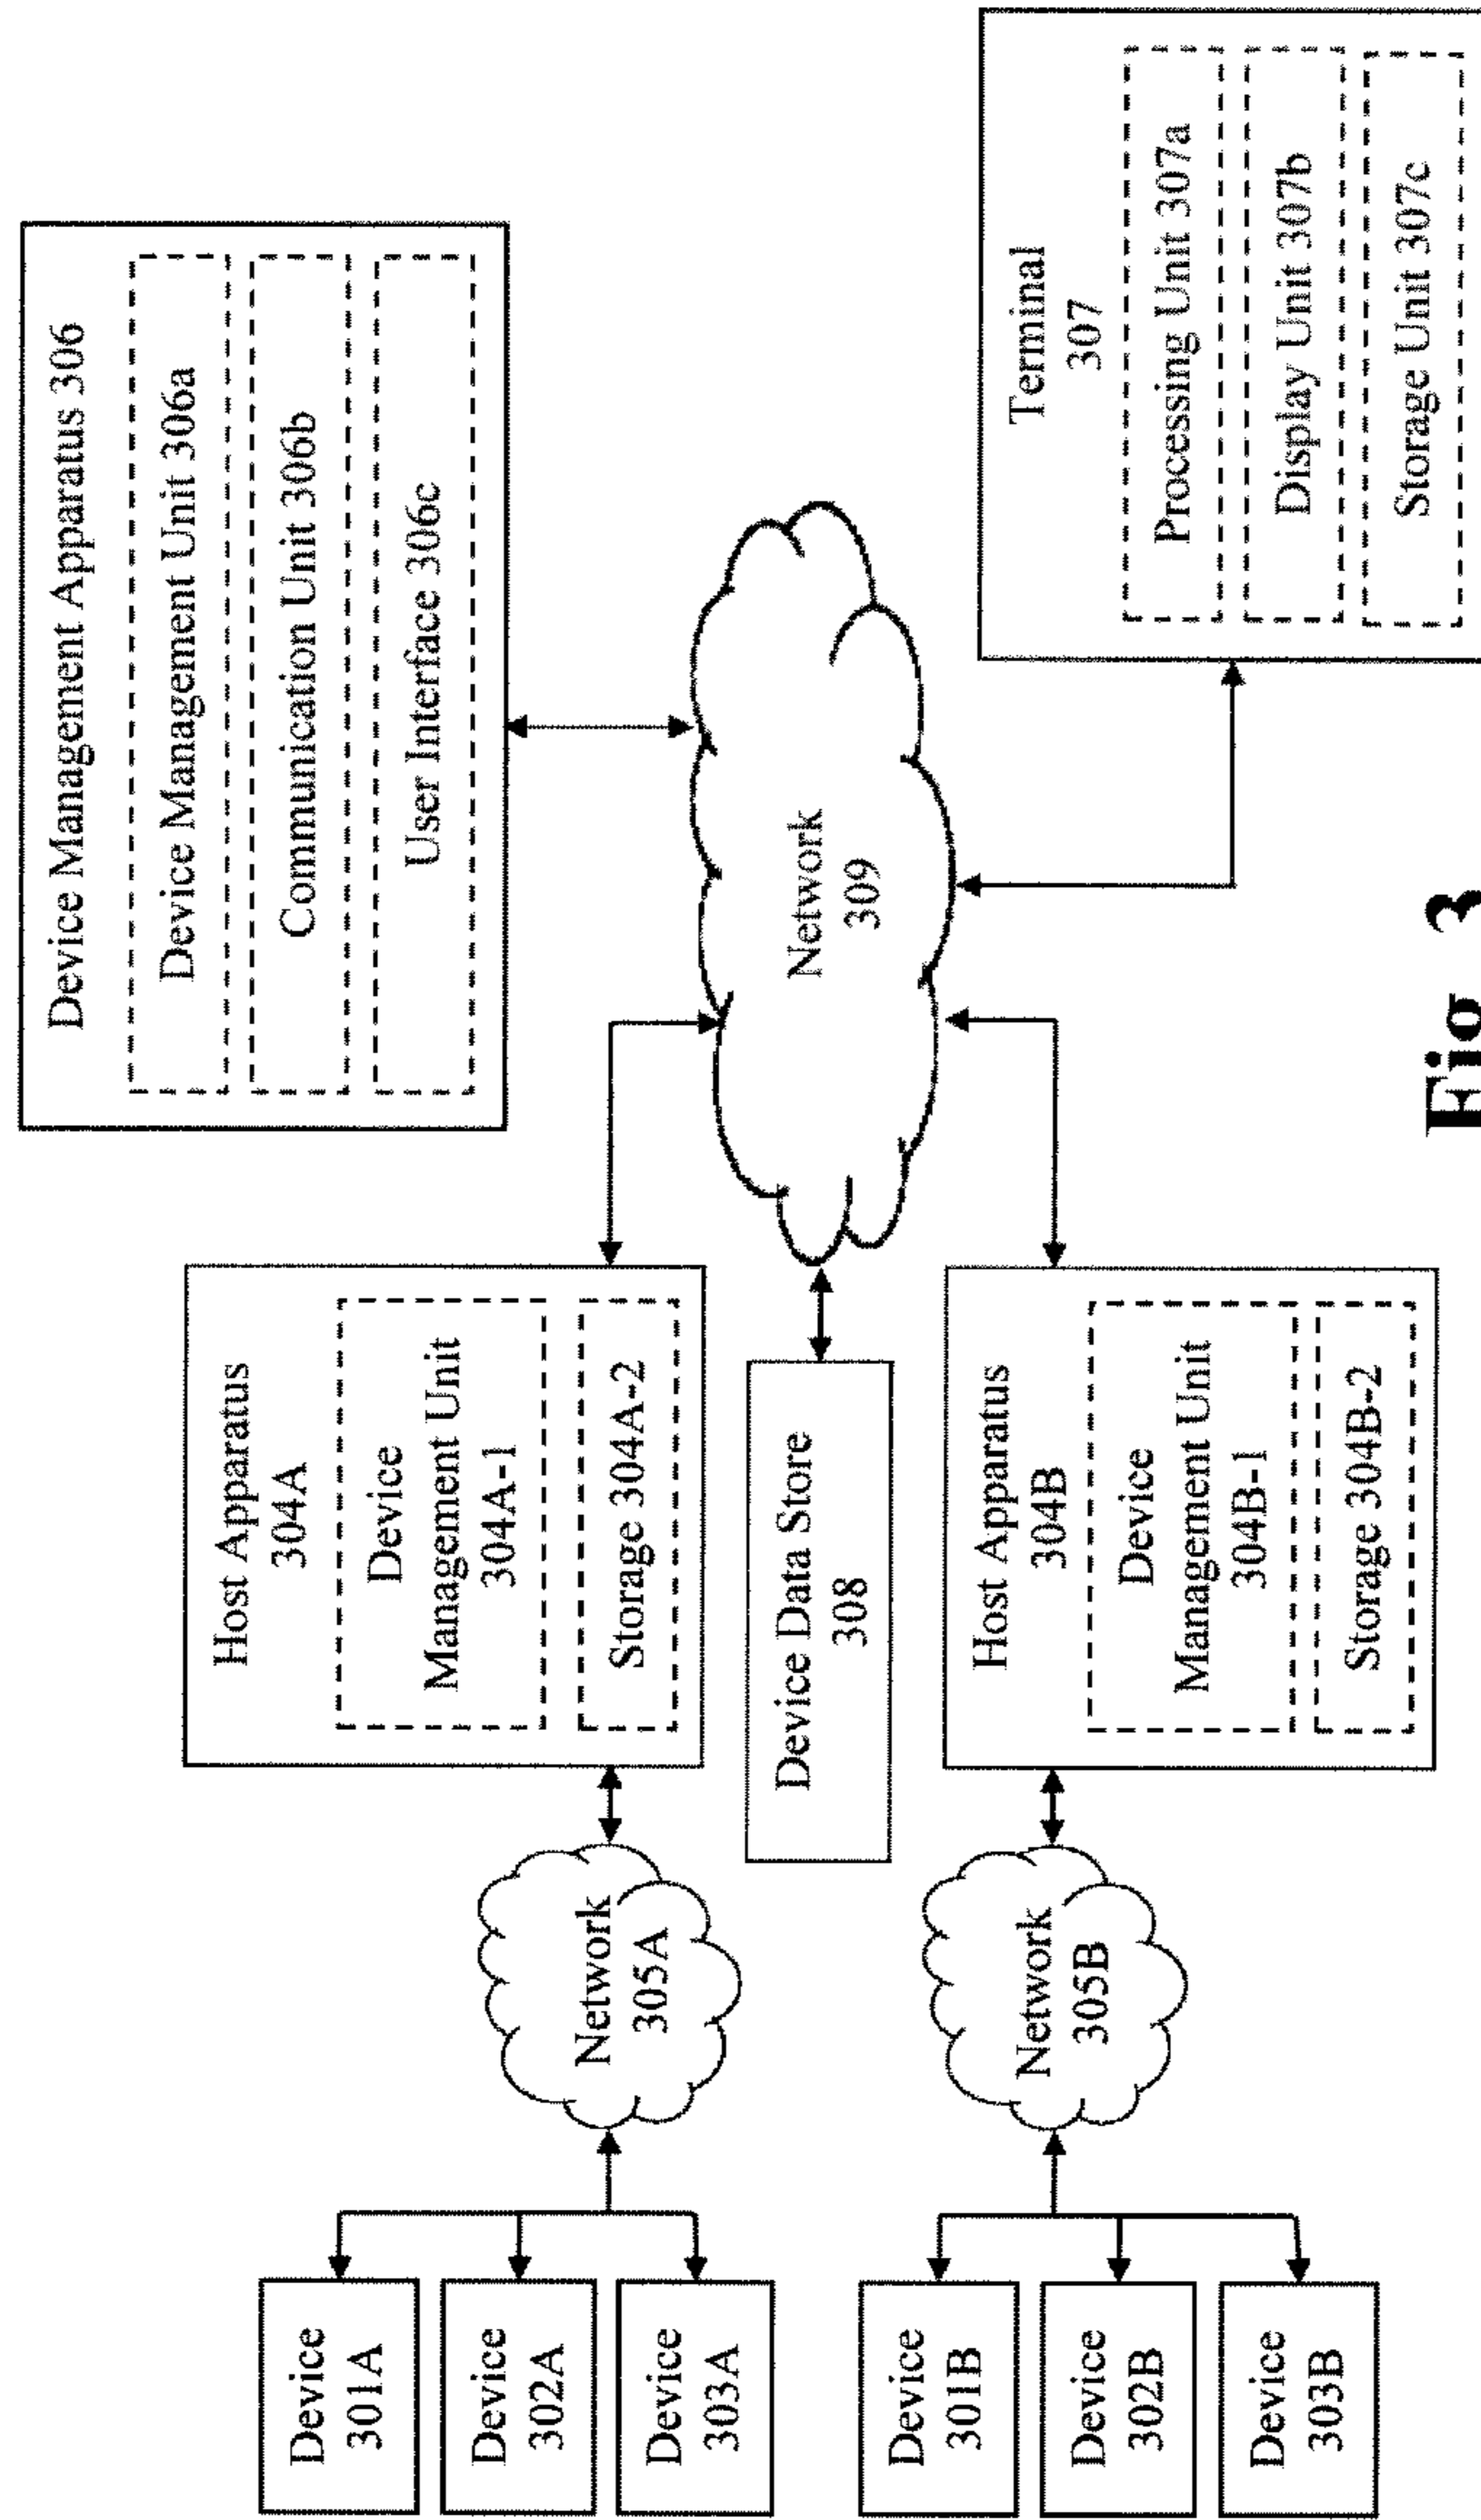 Device
301A
Device
302A
Device
303A
Device
301B
Device
302B
Device
303B
Network
305A
Network
305B
Host Apparatus
304A
Device
Management Unit
304A-1
Storage 304A-2
Device Data Store
308
Host Apparatus
304B
Device
Management Unit
304B-1
Storage 304B-2
Network
309
Device Management Apparatus 306
Device Management Unit 306a
Communication Unit 306b
User Interface 306c
Terminal
307
Processing Unit 307a
Display Unit 307b
Storage Unit 307c
Fig 3